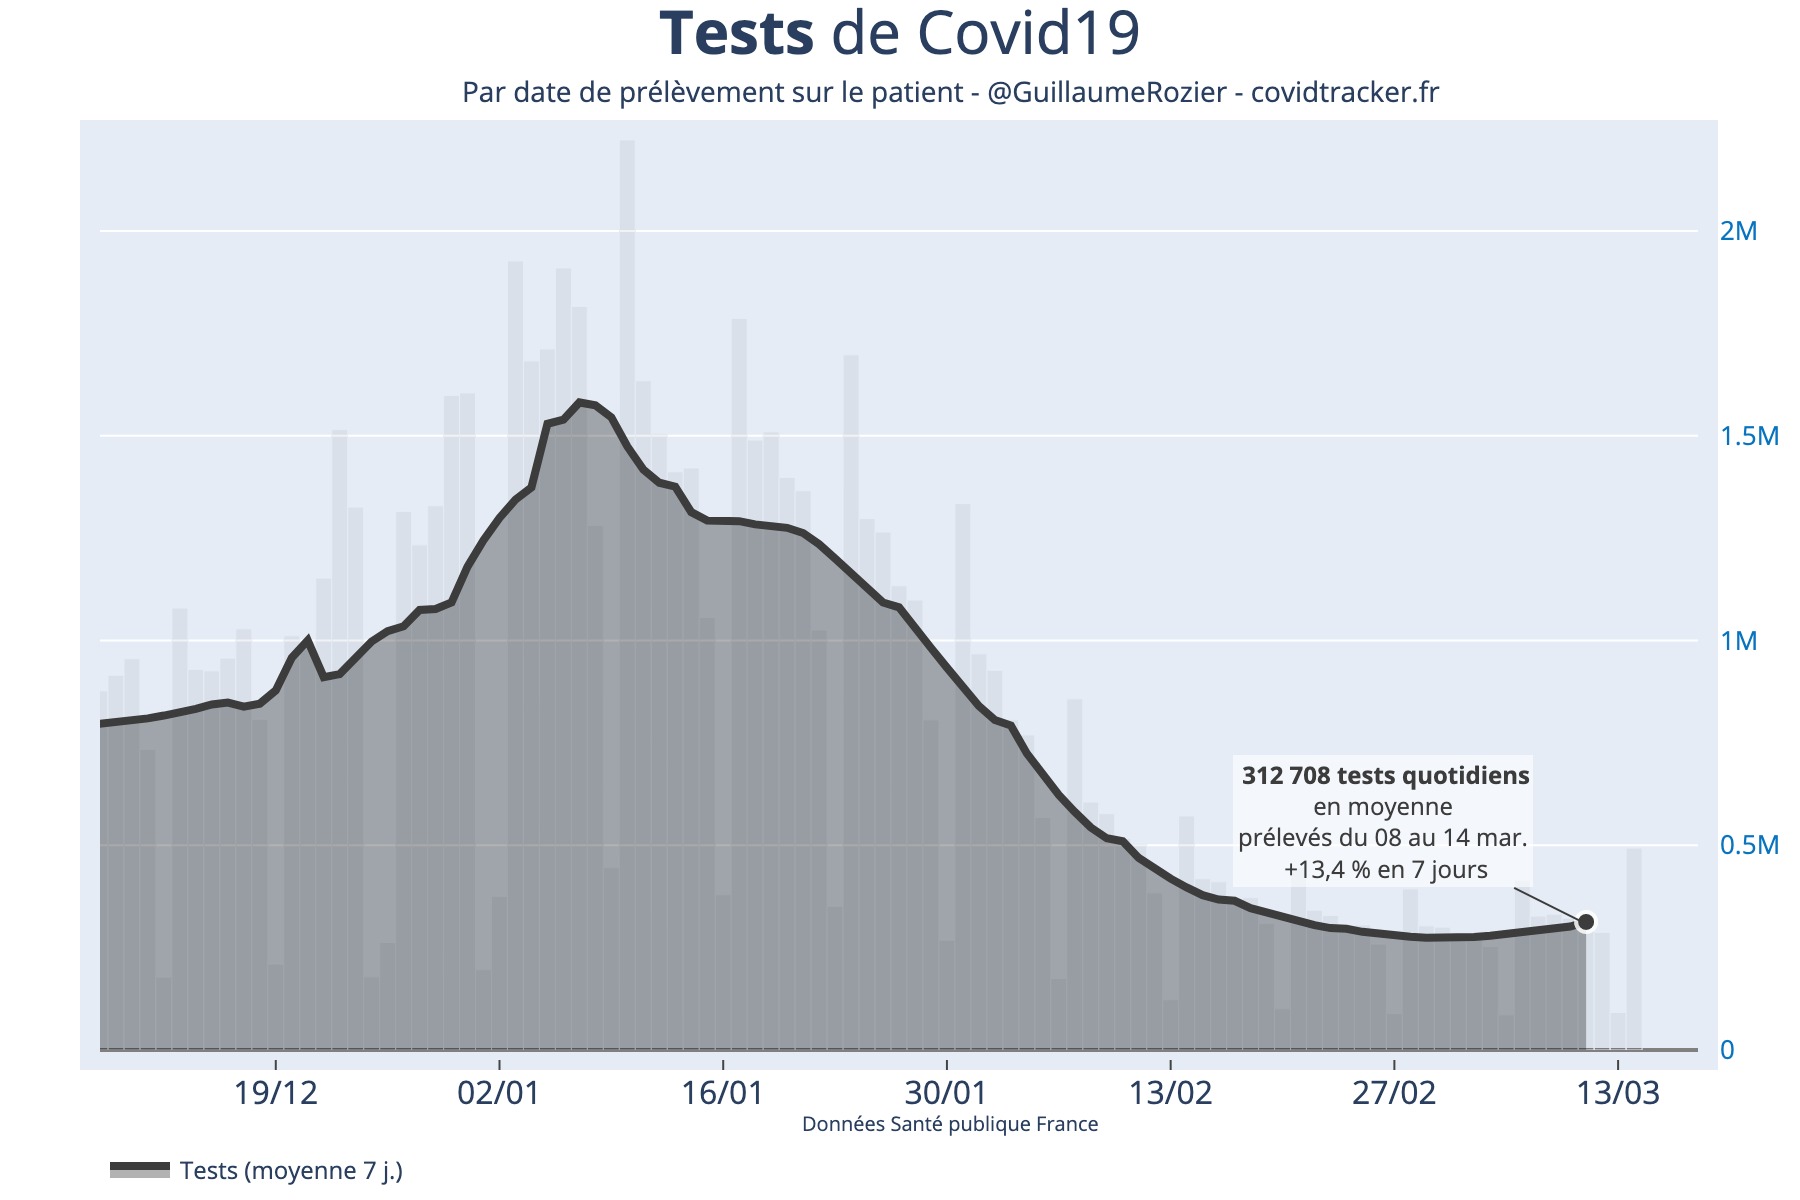 Tests de Covid19
Par date de prélèvement sur le patient - @GuillaumeRozier - covidtracker.fr
2M
1.5M
1M
312 708 tests quotidiens
en moyenne
prélevés du 08 au 14 mar.
+13,4 % en 7 jours
0.5M
0
19/12 02/01 16/01 30/01 13/02 27/02 13/03
Données Santé publique France
Tests (moyenne 7 j.)